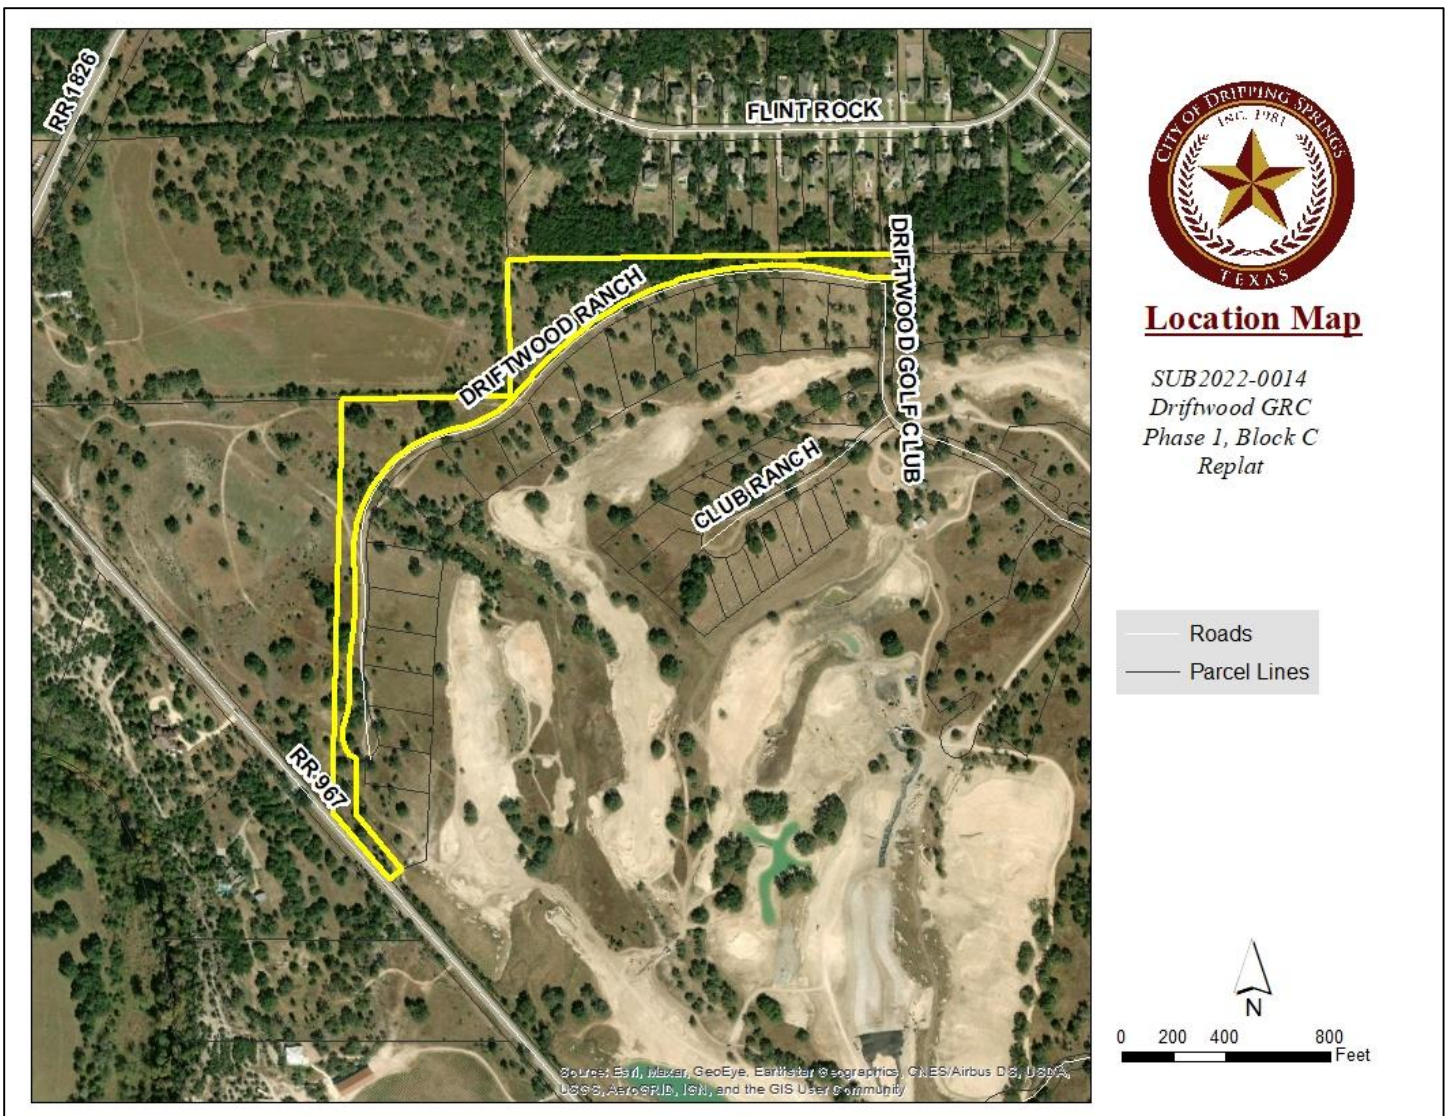 RR 1826
FLINT ROCK
DRIFTWOOD RANCH
DRIFTWOOD GOLF CLUB
CLUB RANCH
RR 967
Source: Esri, Maxar, GeoEye, Earthstar Geographics, CNES/Airbus DS, USDA,
USGS, AeroGRID, IGN, and the GIS User Community
CITY OF DRIPPING SPRINGS
INC. 1981
TEXAS
Location Map
SUB2022-0014
Driftwood GRC
Phase 1, Block C
Replat
Roads
Parcel Lines
N
0 200 400 800
Feet